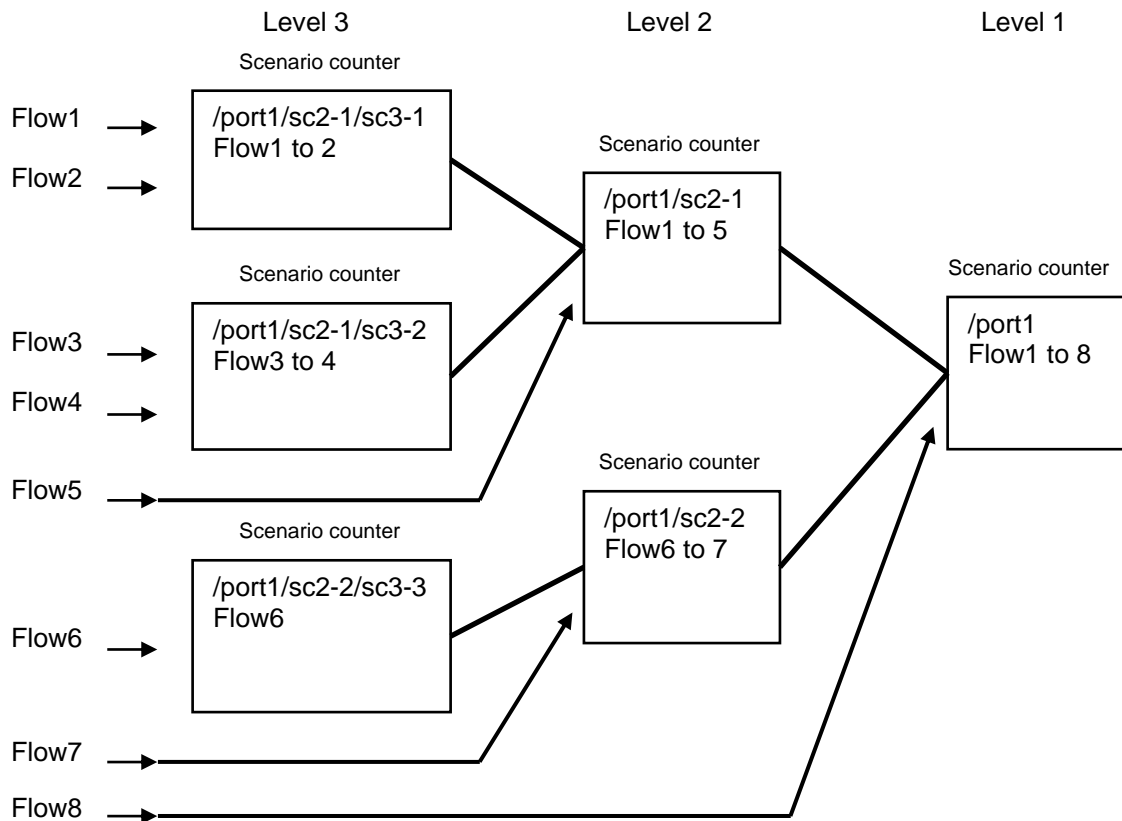 Level 3
Level 2
Level 1
Scenario counter
Flow1
Flow2
/port1/sc2-1/sc3-1
Flow1 to 2
Scenario counter
/port1/sc2-1
Flow1 to 5
Scenario counter
Flow3
Flow4
/port1/sc2-1/sc3-2
Flow3 to 4
Scenario counter
/port1
Flow1 to 8
Flow5
Scenario counter
/port1/sc2-2
Flow6 to 7
Scenario counter
/port1/sc2-2/sc3-3
Flow6
Flow6
Flow7
Flow8